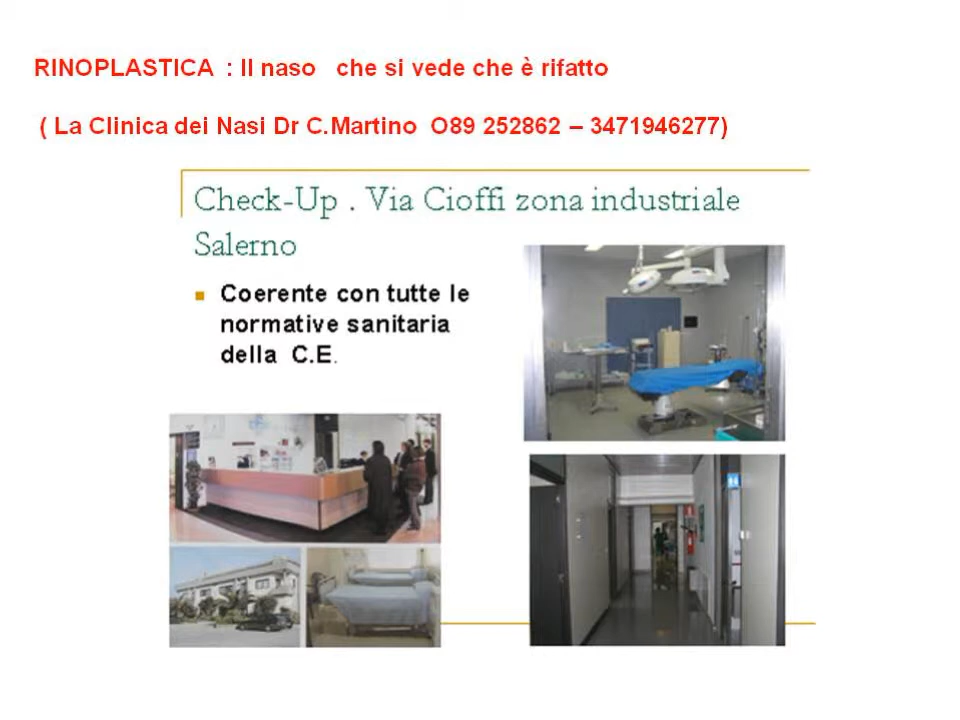 RINOPLASTICA : Il naso che si vede che è rifatto
( La Clinica dei Nasi Dr C.Martino O89 252862 – 3471946277)
Check-Up . Via Cioffi zona industriale
Salerno
Coerente con tutte le
normative sanitaria
della C.E.